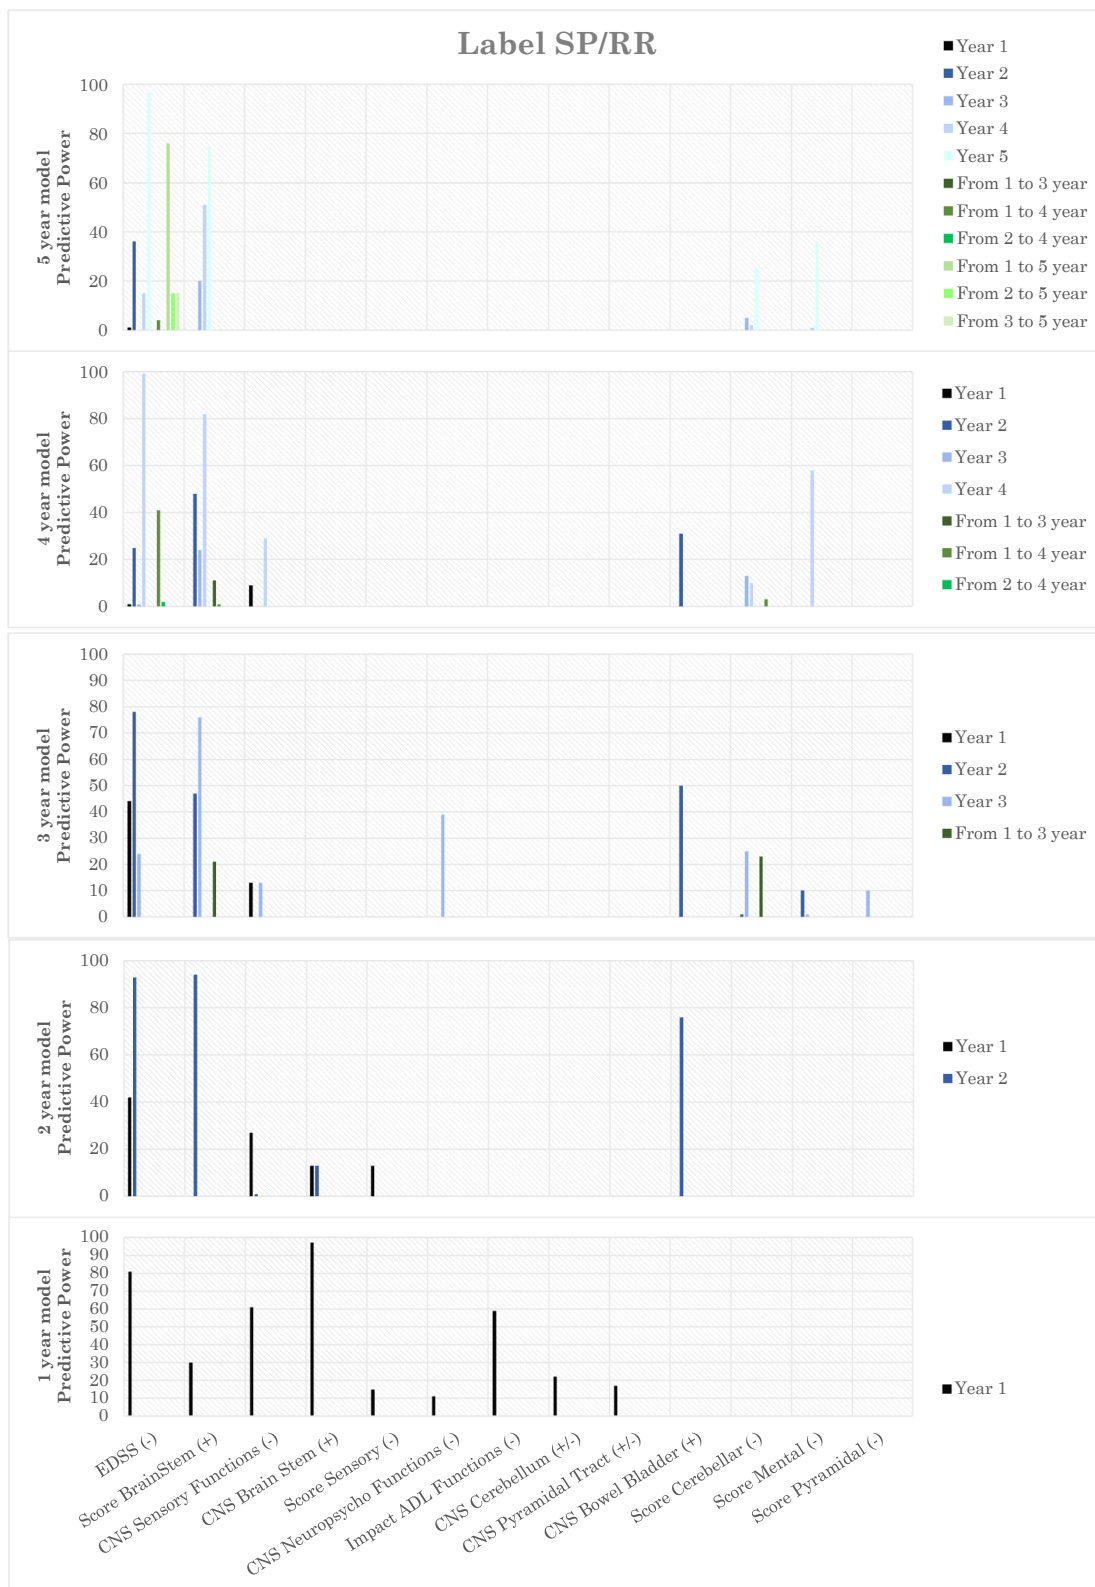 Label SP/RR
5 year model
Predictive Power
100
80
60
40
20
0
Year 1
Year 2
Year 3
Year 4
Year 5
From 1 to 3 year
From 1 to 4 year
From 2 to 4 year
From 1 to 5 year
From 2 to 5 year
From 3 to 5 year
4 year model
Predictive Power
100
80
60
40
20
0
Year 1
Year 2
Year 3
Year 4
From 1 to 3 year
From 1 to 4 year
From 2 to 4 year
3 year model
Predictive Power
100
90
80
70
60
50
40
30
20
10
0
Year 1
Year 2
Year 3
From 1 to 3 year
2 year model
Predictive Power
100
80
60
40
20
0
Year 1
Year 2
1 year model
Predictive Power
100
90
80
70
60
50
40
30
20
10
0
Year 1
EDSS (-)
Score BrainStem (+)
CNS Sensory Functions (-)
CNS Brain Stem (+)
Score Sensory (-)
CNS Neuropsycho Functions (-)
Impact ADL Functions (-)
CNS Cerebellum (+/-)
CNS Pyramidal Tract (+/-)
CNS Bowel Bladder (+)
Score Cerebellar (-)
Score Mental (-)
Score Pyramidal (-)